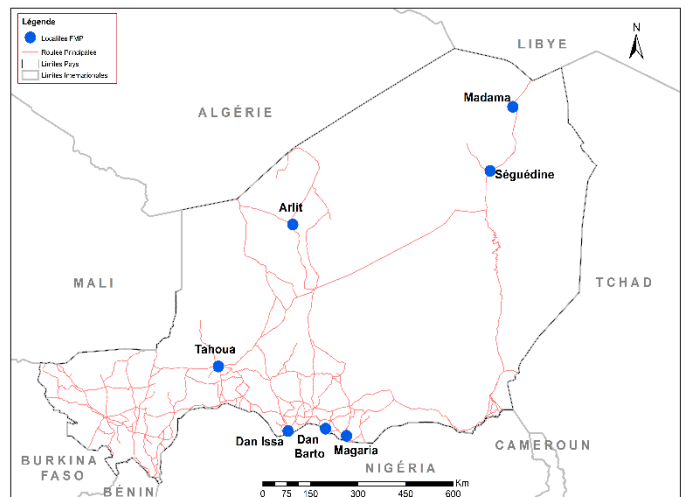 Légende
Localites FMP
Routes Principales
Limites Pays
Limites Internationales
N
LIBYE
ALGÉRIE
Madama
Séguédine
Arlit
TCHAD
MALI
Tahoua
Dan Issa
Dan
Barto
Magaria
NIGÉRIA
CAMEROUN
BURKINA
FASO
BÉNIN
0 75 150 300 450 600
Km